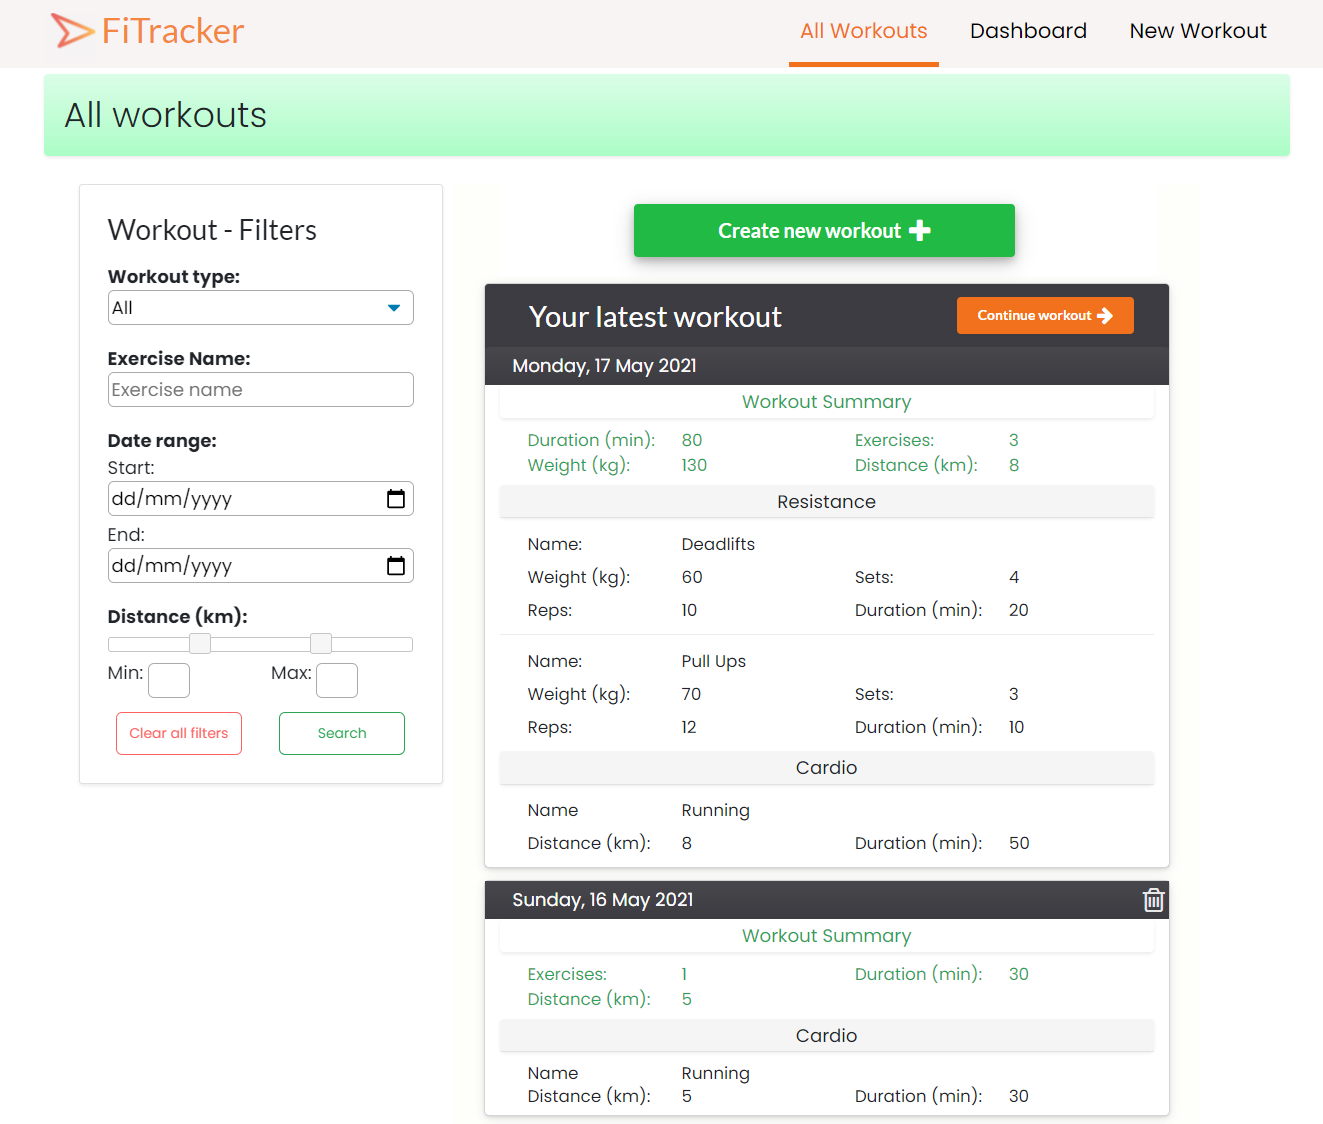 FiTracker
All Workouts Dashboard New Workout
All workouts
Workout - Filters
Workout type:
All
Exercise Name:
Exercise name
Date range:
Start:
dd/mm/yyyy
End:
dd/mm/yyyy
Distance (km):
Min: Max:
Clear all filters Search
Create new workout
Your latest workout Continue workout
Monday, 17 May 2021
Workout Summary
Duration (min): 80 Exercises: 3
Weight (kg): 130 Distance (km): 8
Resistance
Name: Deadlifts
Weight (kg): 60 Sets: 4
Reps: 10 Duration (min): 20
Name: Pull Ups
Weight (kg): 70 Sets: 3
Reps: 12 Duration (min): 10
Cardio
Name Running
Distance (km): 8 Duration (min): 50
Sunday, 16 May 2021
Workout Summary
Exercises: 1 Duration (min): 30
Distance (km): 5
Cardio
Name Running
Distance (km): 5 Duration (min): 30